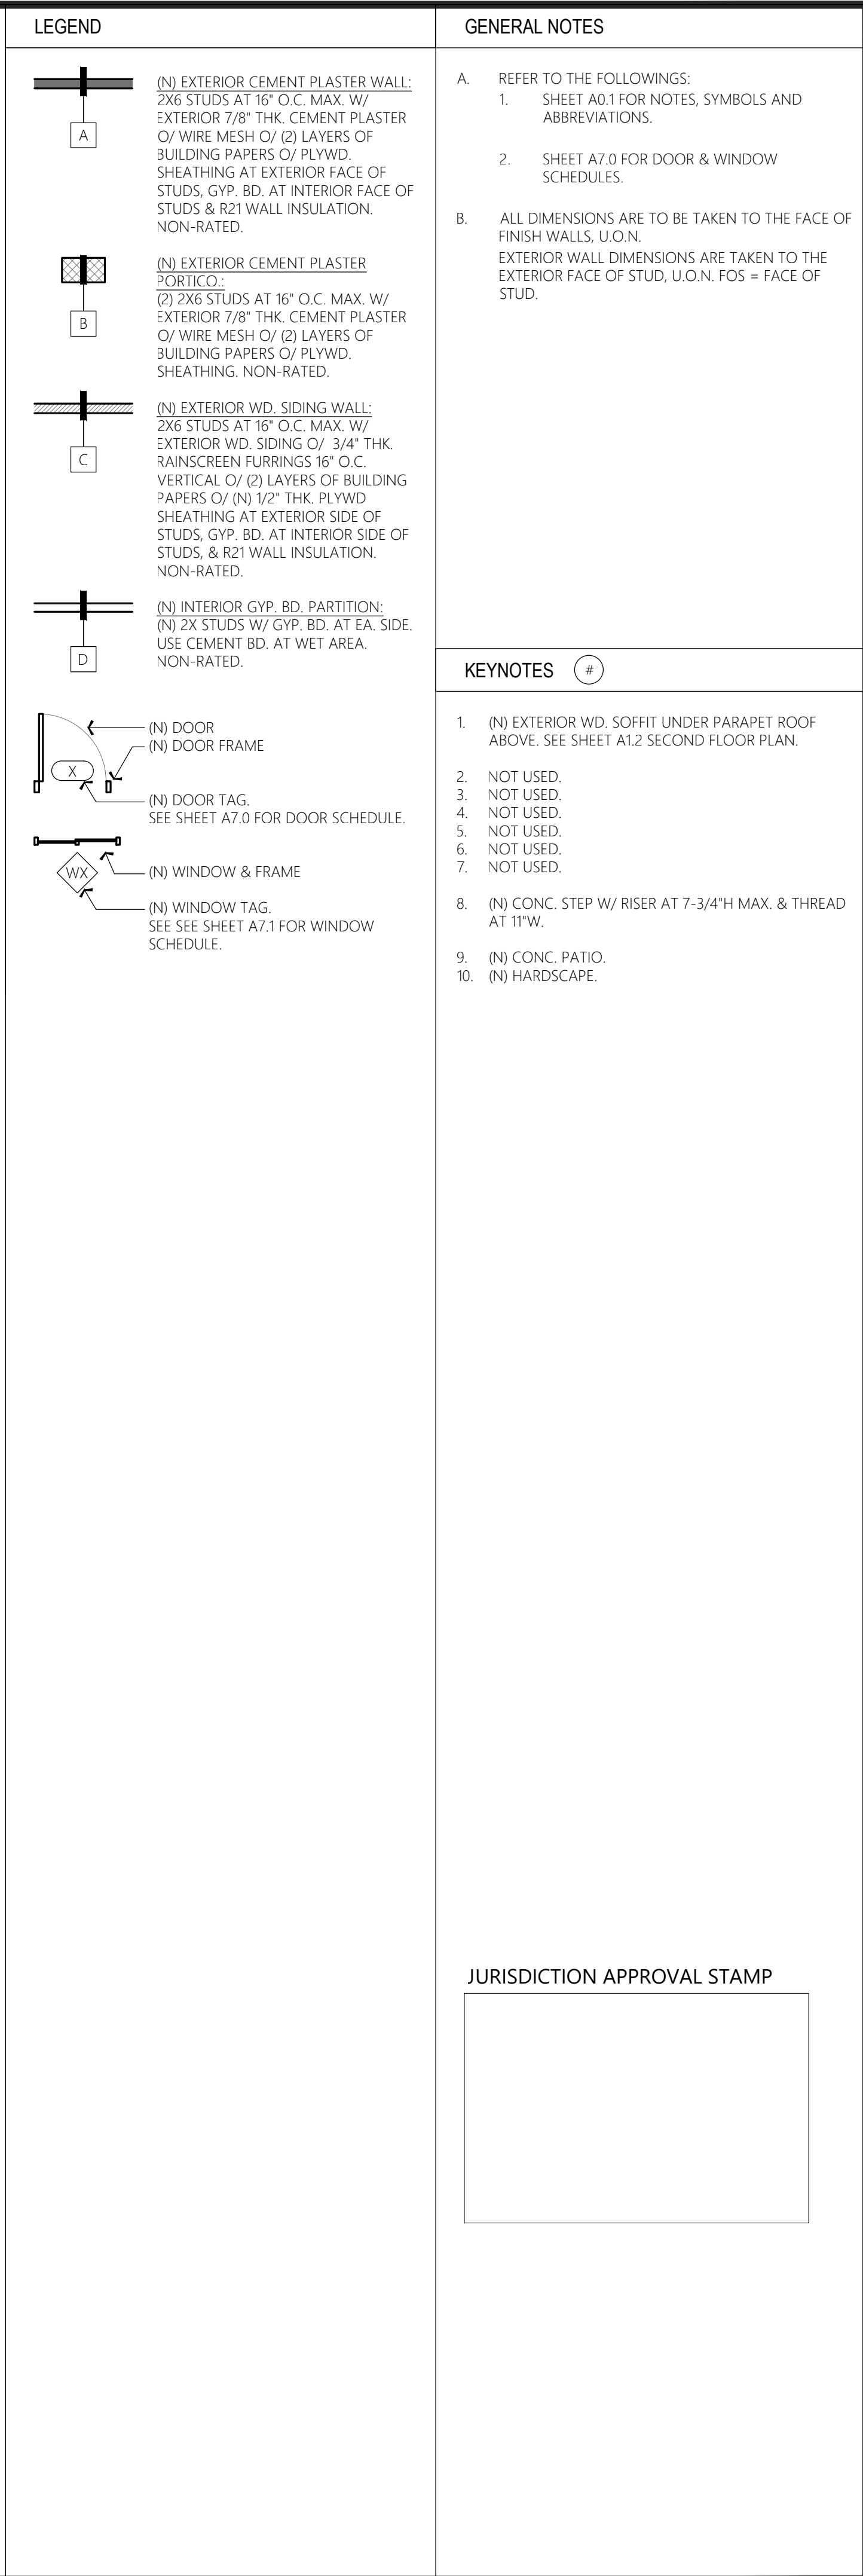 LEGEND
(N) EXTERIOR CEMENT PLASTER WALL:
2X6 STUDS AT 16" O.C. MAX. W/
EXTERIOR 7/8" THK. CEMENT PLASTER
O/ WIRE MESH O/ (2) LAYERS OF
BUILDING PAPERS O/ PLYWD.
SHEATHING AT EXTERIOR FACE OF
STUDS, GYP. BD. AT INTERIOR FACE OF
STUDS & R21 WALL INSULATION.
NON-RATED.
A
(N) EXTERIOR CEMENT PLASTER
PORTICO.:
(2) 2X6 STUDS AT 16" O.C. MAX. W/
EXTERIOR 7/8" THK. CEMENT PLASTER
O/ WIRE MESH O/ (2) LAYERS OF
BUILDING PAPERS O/ PLYWD.
SHEATHING. NON-RATED.
B
(N) EXTERIOR WD. SIDING WALL:
2X6 STUDS AT 16" O.C. MAX. W/
EXTERIOR WD. SIDING O/ 3/4" THK.
RAINSCREEN FURRINGS 16" O.C.
VERTICAL O/ (2) LAYERS OF BUILDING
PAPERS O/ (N) 1/2" THK. PLYWD
SHEATHING AT EXTERIOR SIDE OF
STUDS, GYP. BD. AT INTERIOR SIDE OF
STUDS, & R21 WALL INSULATION.
NON-RATED.
C
(N) INTERIOR GYP. BD. PARTITION:
(N) 2X STUDS W/ GYP. BD. AT EA. SIDE.
USE CEMENT BD. AT WET AREA.
NON-RATED.
D
(N) DOOR
(N) DOOR FRAME
X
(N) DOOR TAG.
SEE SHEET A7.0 FOR DOOR SCHEDULE.
WX
(N) WINDOW & FRAME
(N) WINDOW TAG.
SEE SEE SHEET A7.1 FOR WINDOW
SCHEDULE.
GENERAL NOTES
A. REFER TO THE FOLLOWINGS:
1. SHEET A0.1 FOR NOTES, SYMBOLS AND
ABBREVIATIONS.
2. SHEET A7.0 FOR DOOR & WINDOW
SCHEDULES.
B. ALL DIMENSIONS ARE TO BE TAKEN TO THE FACE OF
FINISH WALLS, U.O.N.
EXTERIOR WALL DIMENSIONS ARE TAKEN TO THE
EXTERIOR FACE OF STUD, U.O.N. FOS = FACE OF
STUD.
KEYNOTES #
1. (N) EXTERIOR WD. SOFFIT UNDER PARAPET ROOF
ABOVE. SEE SHEET A1.2 SECOND FLOOR PLAN.
2. NOT USED.
3. NOT USED.
4. NOT USED.
5. NOT USED.
6. NOT USED.
7. NOT USED.
8. (N) CONC. STEP W/ RISER AT 7-3/4"H MAX. & THREAD
AT 11"W.
9. (N) CONC. PATIO.
10. (N) HARDSCAPE.
JURISDICTION APPROVAL STAMP